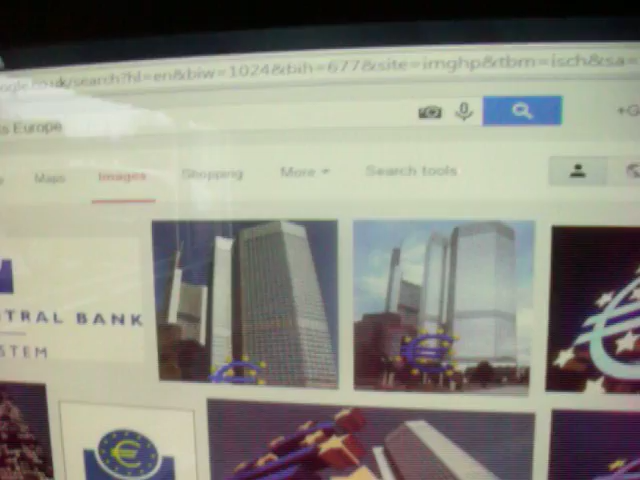 ogle.co.uk/search?hl=en&biw=1024&bih=677&site=imghp&tbm=isch&sa=
ts Europe
+G
Maps Images Shopping More Search tools
TRAL BANK
STEM